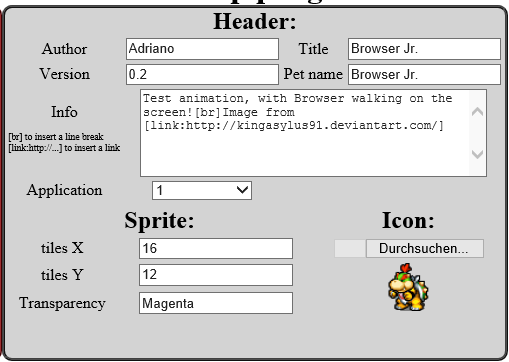 Header:
Author Adriano Title Browser Jr.
Version 0.2 Pet name Browser Jr.
Info
[br] to insert a line break
[link:http://...] to insert a link
Test animation, with Browser walking on the
screen![br]Image from
[link:http://kingasylus91.deviantart.com/]
Application 1
Sprite: Icon:
tiles X 16 Durchsuchen...
tiles Y 12
Transparency Magenta